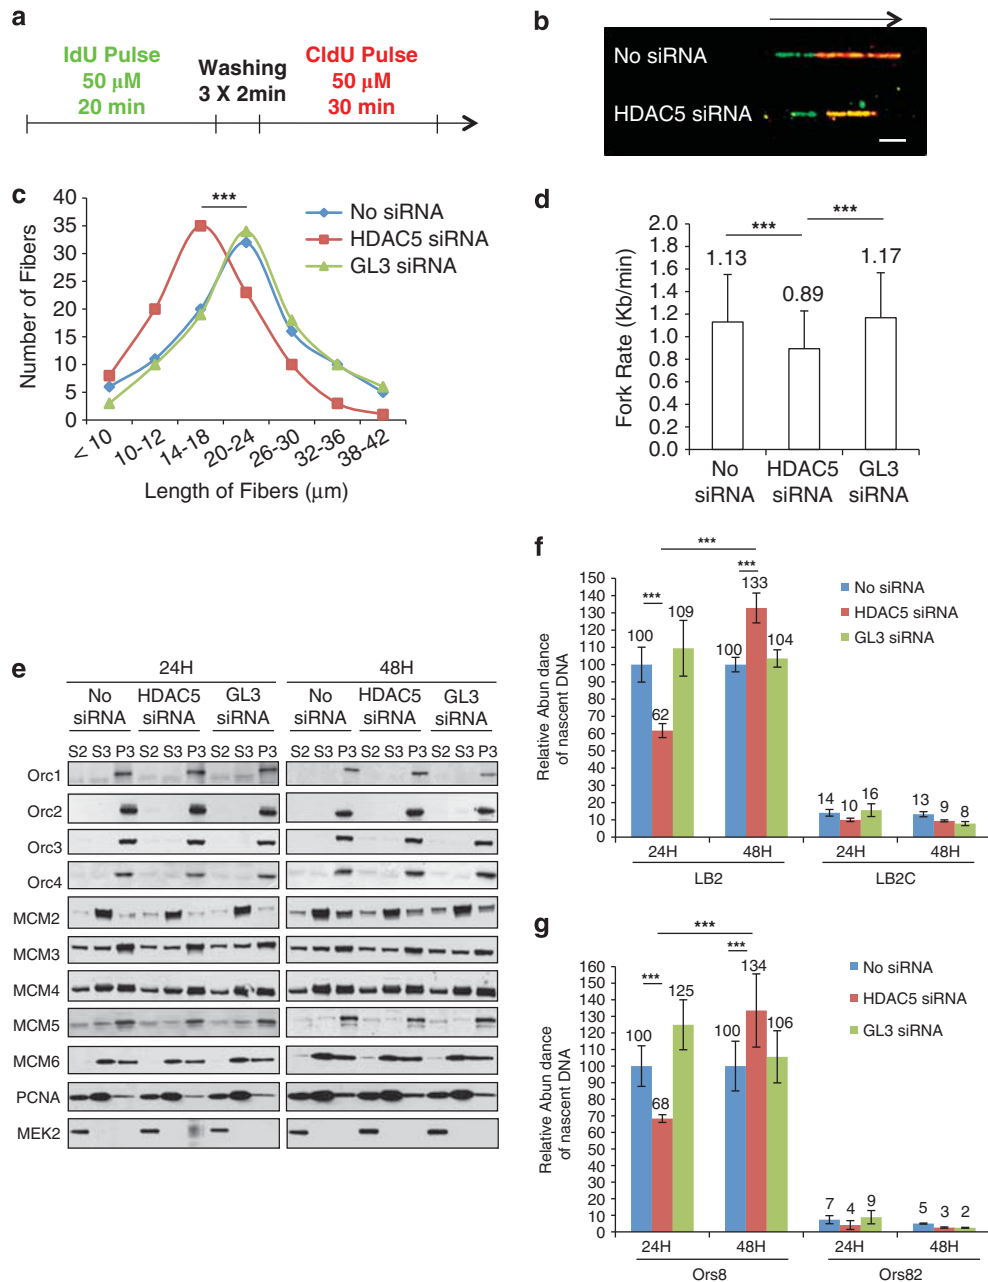 a
IdU Pulse
50 μM
20 min
Washing
3 X 2min
CldU Pulse
50 μM
30 min
b
No siRNA
HDAC5 siRNA
c
***
40
35
30
25
20
15
10
5
0
Number of Fibers
No siRNA
HDAC5 siRNA
GL3 siRNA
< 10
10-12
14-18
20-24
26-30
32-36
38-42
Length of Fibers (μm)
d
***
***
2.0
1.8
1.6
1.4
1.2
1.0
0.8
0.6
0.4
0.2
0.0
Fork Rate (Kb/min)
1.13
0.89
1.17
No siRNA
HDAC5 siRNA
GL3 siRNA
e
24H
48H
No siRNA
HDAC5 siRNA
GL3 siRNA
No siRNA
HDAC5 siRNA
GL3 siRNA
S2 S3 P3 S2 S3 P3 S2 S3 P3
S2 S3 P3 S2 S3 P3 S2 S3 P3
Orc1
Orc2
Orc3
Orc4
MCM2
MCM3
MCM4
MCM5
MCM6
PCNA
MEK2
f
***
***
***
150
140
130
120
110
100
90
80
70
60
50
40
30
20
10
0
Relative Abun dance
of nascent DNA
No siRNA
HDAC5 siRNA
GL3 siRNA
100
62
109
100
133
104
14
10
16
13
9
8
24H
48H
24H
48H
LB2
LB2C
g
***
***
***
160
150
140
130
120
110
100
90
80
70
60
50
40
30
20
10
0
Relative Abun dance
of nascent DNA
No siRNA
HDAC5 siRNA
GL3 siRNA
100
68
125
100
134
106
7
4
9
5
3
2
24H
48H
24H
48H
Ors8
Ors82